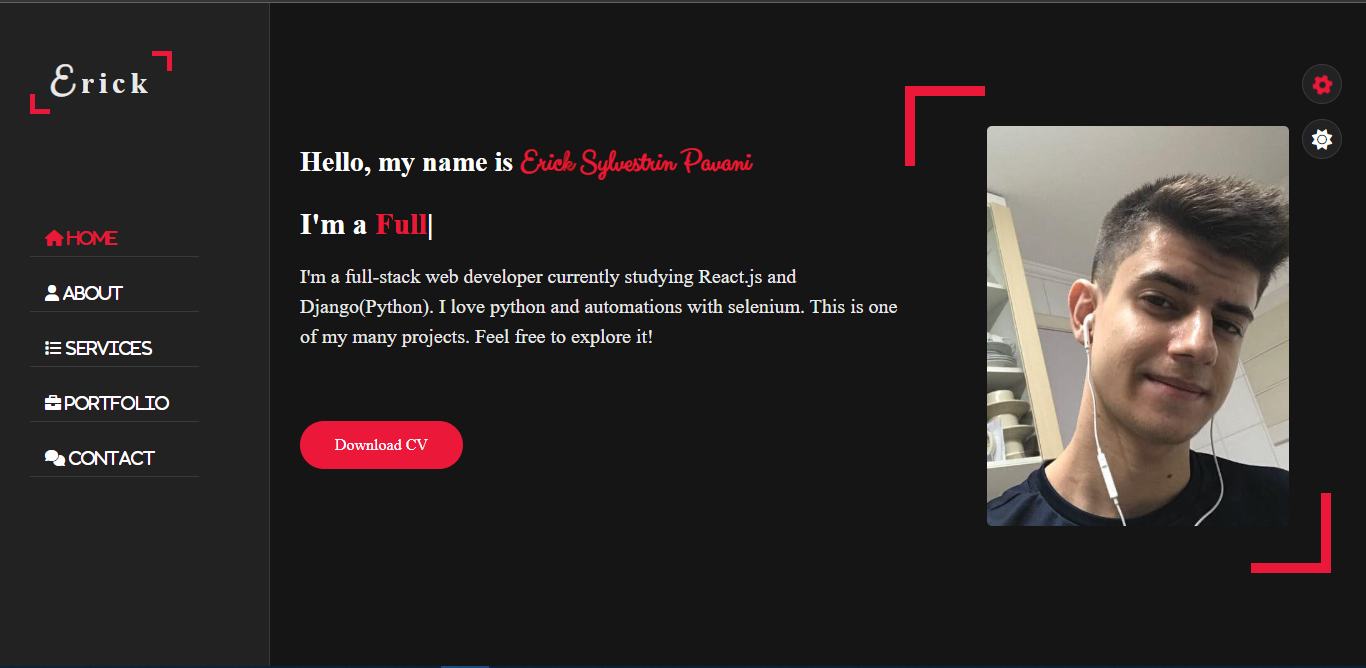 Erick
HOME
ABOUT
SERVICES
PORTFOLIO
CONTACT
Hello, my name is Erick Sylvestrin Pavani
I'm a Full|
I'm a full-stack web developer currently studying React.js and
Django(Python). I love python and automations with selenium. This is one
of my many projects. Feel free to explore it!
Download CV